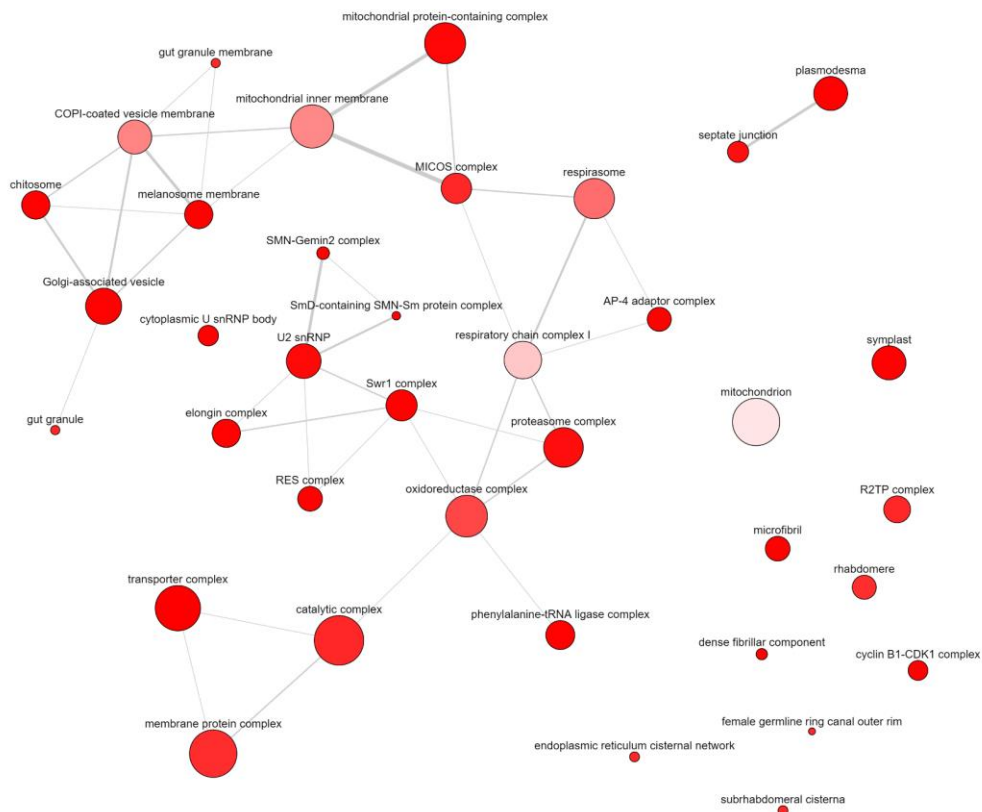 mitochondrial protein-containing complex
gut granule membrane
plasmodesma
mitochondrial inner membrane
COPI-coated vesicle membrane
septate junction
MICOS complex
respirasome
chitosome
melanosome membrane
SMN-Gemin2 complex
Golgi-associated vesicle
SmD-containing SMN-Sm protein complex
AP-4 adaptor complex
cytoplasmic U snRNP body
U2 snRNP
respiratory chain complex I
symplast
Swr1 complex
mitochondrion
elongin complex
gut granule
proteasome complex
RES complex
oxidoreductase complex
R2TP complex
microfibril
rhabdomere
transporter complex
catalytic complex
phenylalanine-tRNA ligase complex
dense fibrillar component
cyclin B1-CDK1 complex
membrane protein complex
female germline ring canal outer rim
endoplasmic reticulum cisternal network
subrhabdomeral cisterna